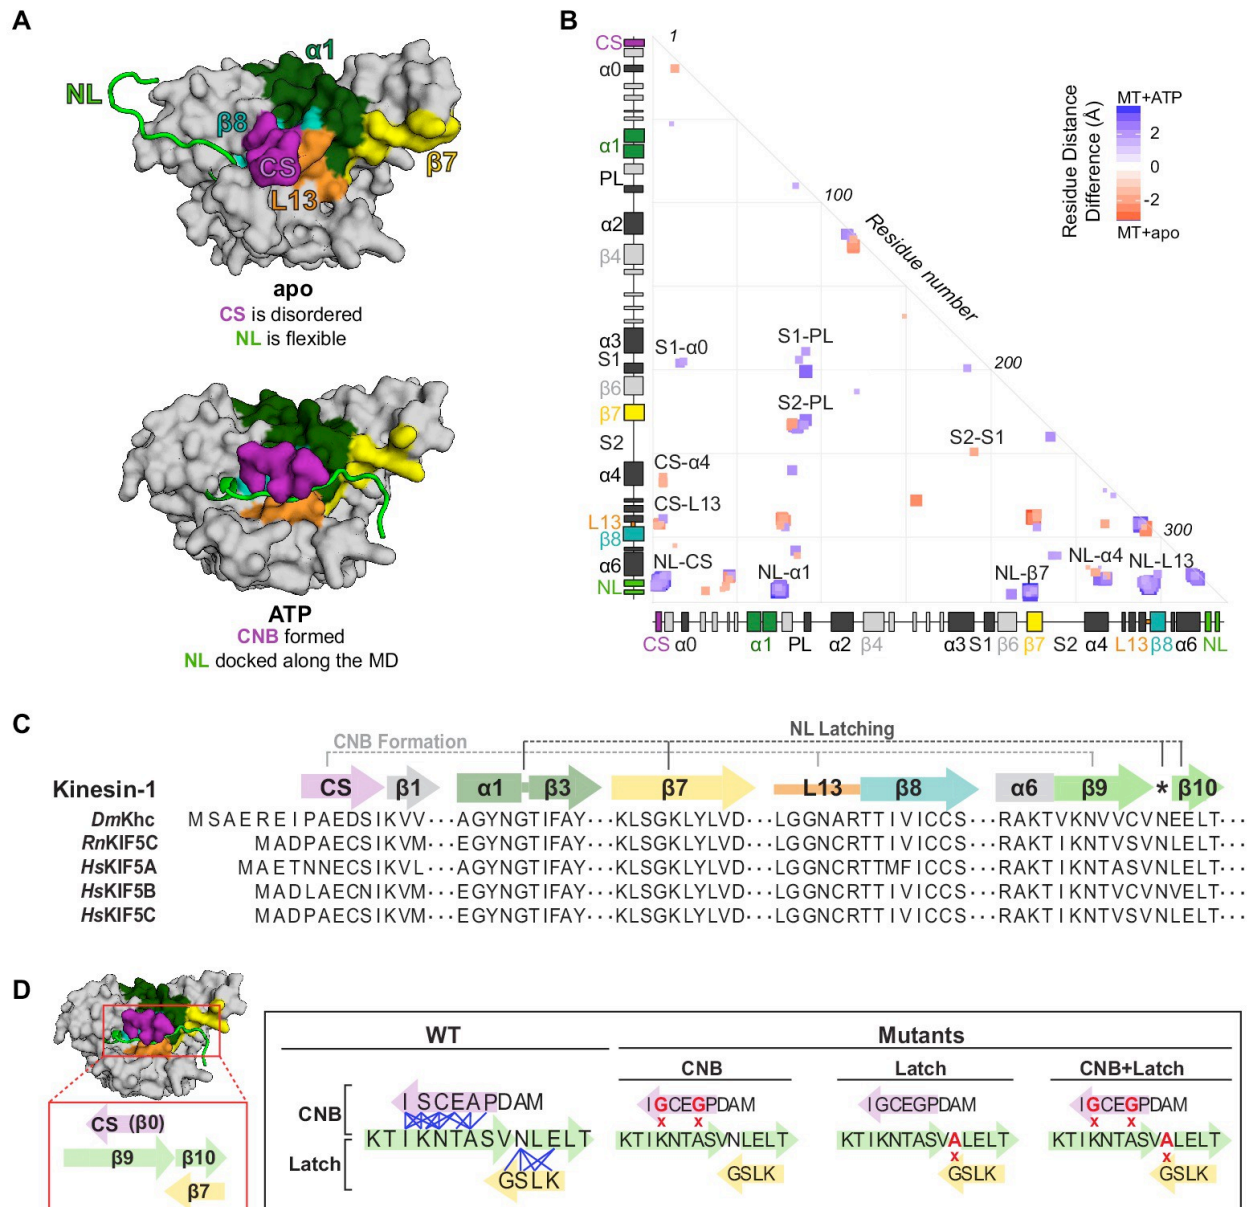 A
NL
α1
β8
CS
β7
L13
apo
CS is disordered
NL is flexible
ATP
CNB formed
NL docked along the MD
B
CS
α0
α1
PL
α2
β4
α3
S1
β6
β7
S2
α4
L13
β8
α6
NL
1
100
200
300
Residue number
S1-α0
S1-PL
S2-PL
S2-S1
CS-α4
CS-L13
NL-CS
NL-α1
NL-β7
NL-α4
NL-L13
MT+ATP
2
0
-2
MT+apo
Residue Distance
Difference (Å)
CS α0 α1 PL α2 β4 α3 S1 β6 β7 S2 α4 L13 β8 α6 NL
C
NL Latching
CNB Formation
Kinesin-1 CS β1 α1 β3 β7 L13 β8 α6 β9 * β10
DmKhc MSAEREIPAEDSIKVV···AGYNGTIFAY···KLSGKLYLVD···LGGNARTTIVICCS···RAKTVKNVVCVNEELT···
RnKIF5C MADPAECSIKVM···EGYNGTIFAY···KLSGKLYLVD···LGGNCRTTIVICCS···RAKTIKNTVSVNLELT···
HsKIF5A MAETNNECSIKVL···AGYNGTIFAY···KLSGKLYLVD···LGGNCRTTMFICCS···RAKTIKNTASVNLELT···
HsKIF5B MADLAECNIKVM···EGYNGTIFAY···KLSGKLYLVD···LGGNCRTTIVICCS···RAKTIKNTVCVNVELT···
HsKIF5C MADPAECSIKVM···EGYNGTIFAY···KLSGKLYLVD···LGGNCRTTIVICCS···RAKTIKNTVSVNLELT···
D
CS (β0)
β9 β10
β7
WT
Mutants
CNB
Latch
CNB+Latch
CNB
Latch
ISCEAPDAM
KTIKNTASVNLELT
GSLK
IGCEGPDAM
x x
KTIKNTASVNLELT
GSLK
IGCEGPDAM
KTIKNTASVALELT
x
GSLK
IGCEGPDAM
x x
KTIKNTASVALELT
x
GSLK